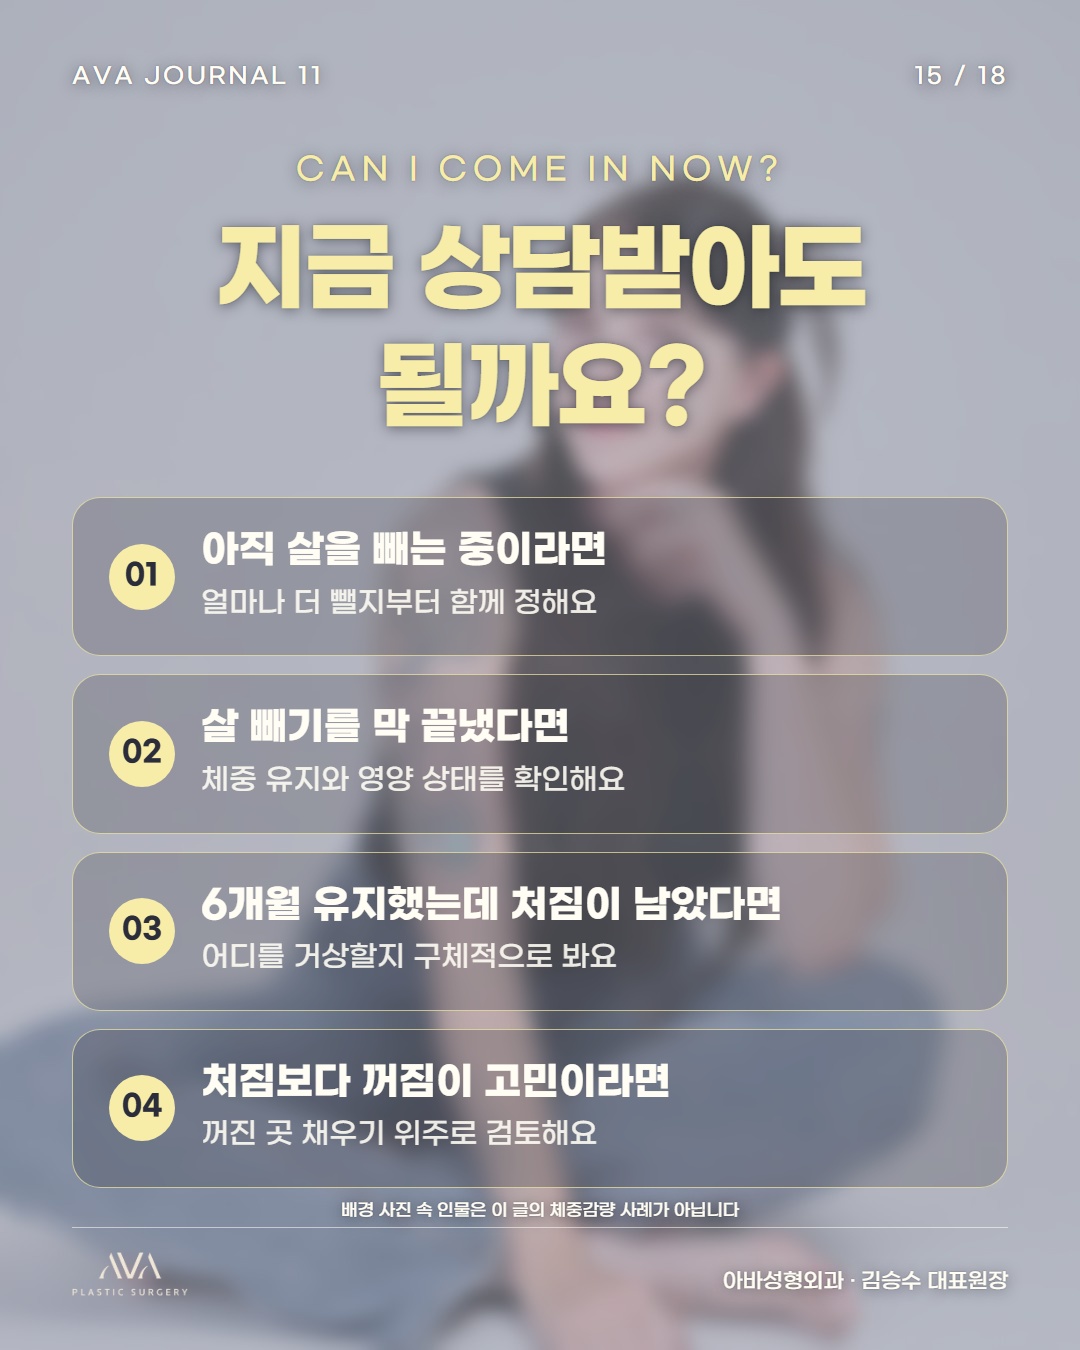 AVA JOURNAL 11
15 / 18
CAN I COME IN NOW?
지금 상담받아도
될까요?
01
아직 살을 빼는 중이라면
얼마나 더 뺄지부터 함께 정해요
02
살 빼기를 막 끝냈다면
체중 유지와 영양 상태를 확인해요
03
6개월 유지했는데 처짐이 남았다면
어디를 거상할지 구체적으로 봐요
04
처짐보다 꺼짐이 고민이라면
꺼진 곳 채우기 위주로 검토해요
배경 사진 속 인물은 이 글의 체중감량 사례가 아닙니다
AVA
PLASTIC SURGERY
아바성형외과 · 김승수 대표원장